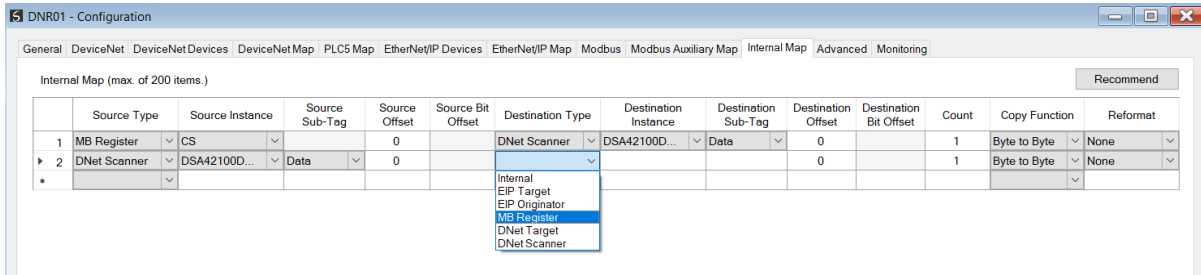 DNR01 - Configuration
General DeviceNet DeviceNet Devices DeviceNet Map PLC5 Map EtherNet/IP Devices EtherNet/IP Map Modbus Modbus Auxiliary Map Internal Map Advanced Monitoring
Internal Map (max. of 200 items.) Recommend
Source Type Source Instance Source Sub-Tag Source Offset Source Bit Offset Destination Type Destination Instance Destination Sub-Tag Destination Offset Destination Bit Offset Count Copy Function Reformat
1 MB Register CS 0 DNet Scanner DSA42100D... Data 0 1 Byte to Byte None
2 DNet Scanner DSA42100D... Data 0 0 1 Byte to Byte None
Internal
EIP Target
EIP Originator
MB Register
DNet Target
DNet Scanner